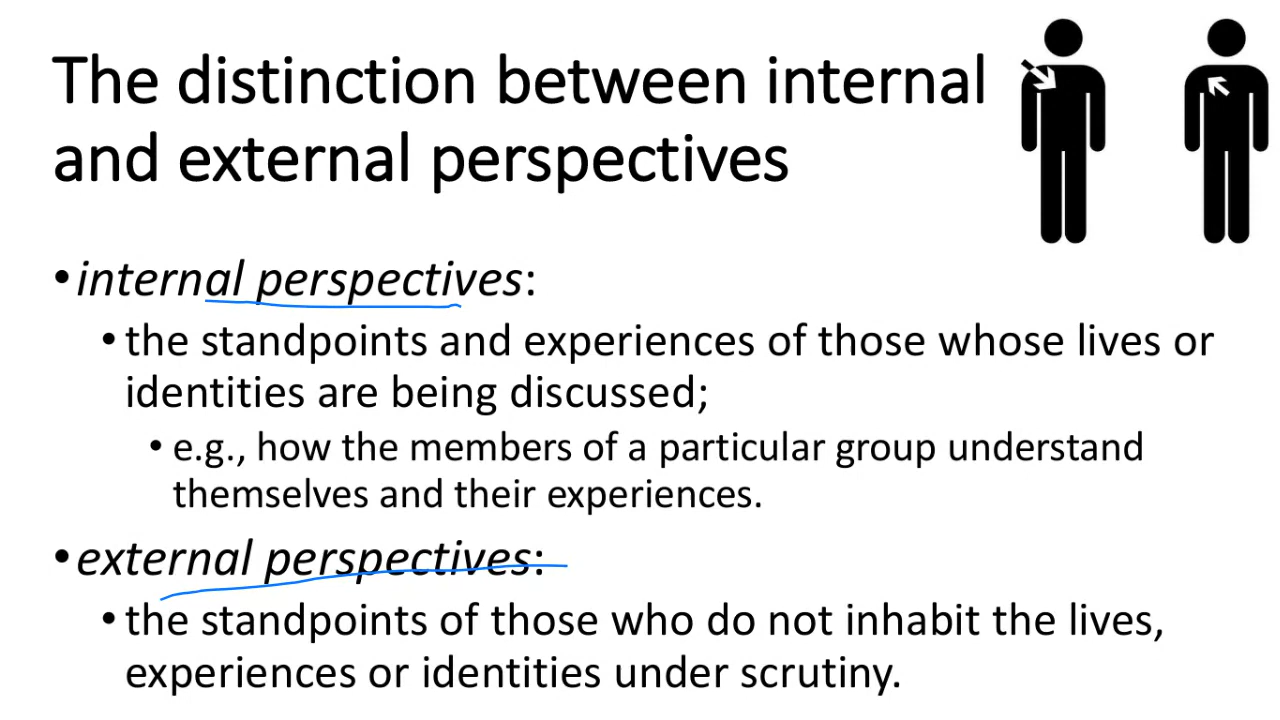 The distinction between internal
and external perspectives
•internal perspectives:
• the standpoints and experiences of those whose lives or
identities are being discussed;
• e.g., how the members of a particular group understand
themselves and their experiences.
•external perspectives:
• the standpoints of those who do not inhabit the lives,
experiences or identities under scrutiny.